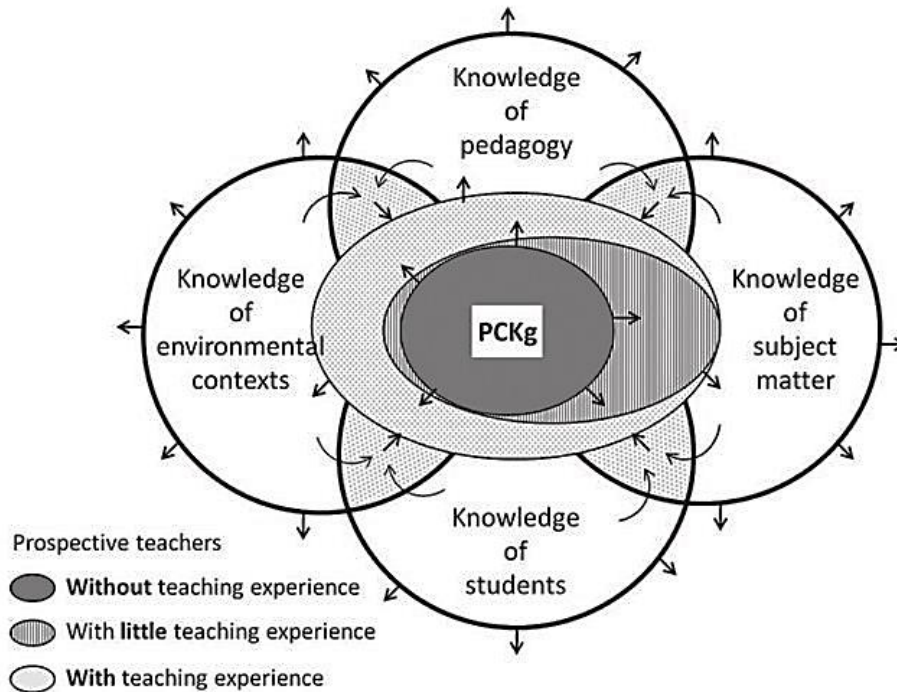 Knowledge
of
pedagogy
Knowledge
of
environmental
contexts
PCKg
Knowledge
of
subject
matter
Knowledge
of
students
Prospective teachers
Without teaching experience
With little teaching experience
With teaching experience